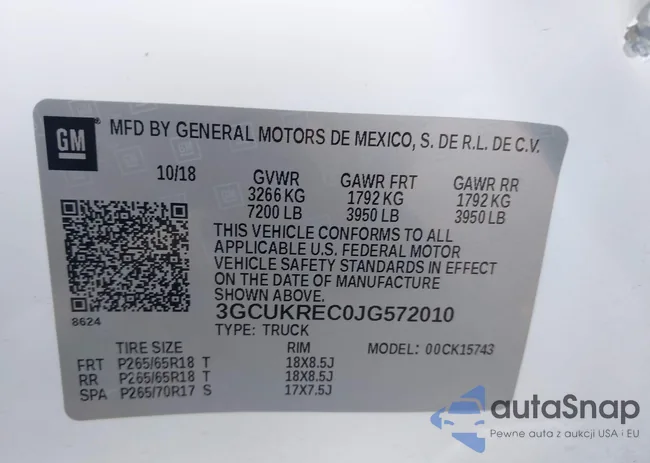 GM
MFD BY GENERAL MOTORS DE MEXICO, S. DE R.L. DE C.V.
10/18 GVWR GAWR FRT GAWR RR
3266 KG 1792 KG 1792 KG
7200 LB 3950 LB 3950 LB
THIS VEHICLE CONFORMS TO ALL
APPLICABLE U.S. FEDERAL MOTOR
VEHICLE SAFETY STANDARDS IN EFFECT
ON THE DATE OF MANUFACTURE
SHOWN ABOVE.
8624
3GCUKREC0JG572010
TYPE: TRUCK
TIRE SIZE RIM MODEL: 00CK15743
FRT P265/65R18 T 18X8.5J
RR P265/65R18 T 18X8.5J
SPA P265/70R17 S 17X7.5J
autaSnap
Pewne auta z aukcji USA i EU